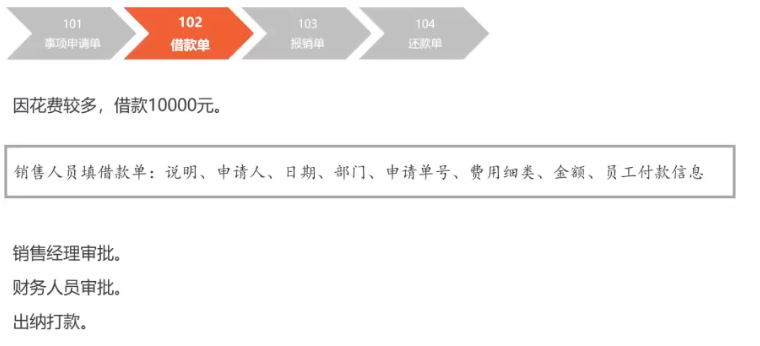 101
事项申请单
102
借款单
103
报销单
104
还款单
因花费较多，借款10000元。
销售人员填借款单：说明、申请人、日期、部门、申请单号、费用细类、金额、员工付款信息
销售经理审批。
财务人员审批。
出纳打款。